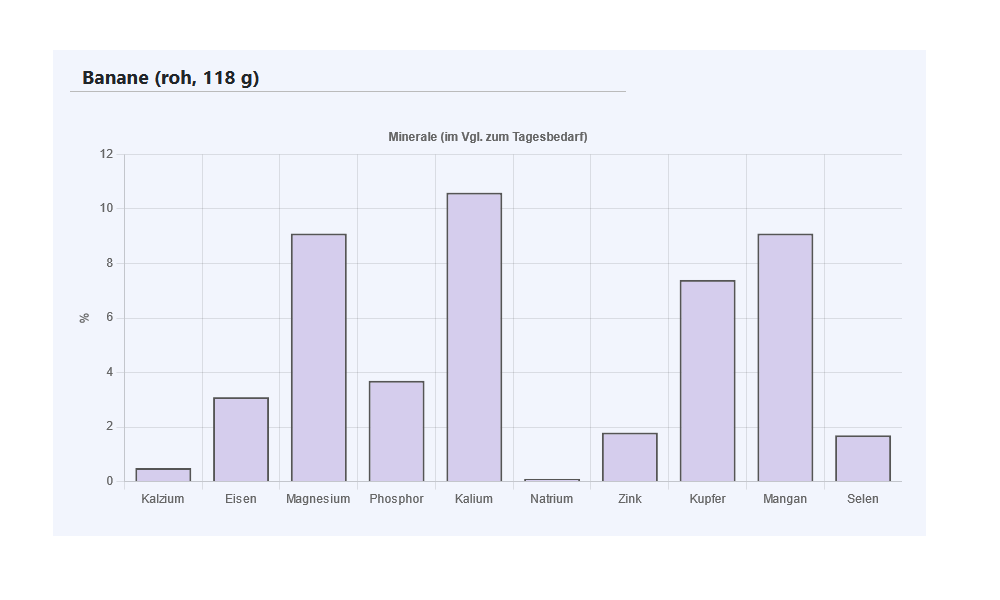 Banane (roh, 118 g)
Minerale (im Vgl. zum Tagesbedarf)
12
10
8
6
4
2
0
%
Kalzium Eisen Magnesium Phosphor Kalium Natrium Zink Kupfer Mangan Selen